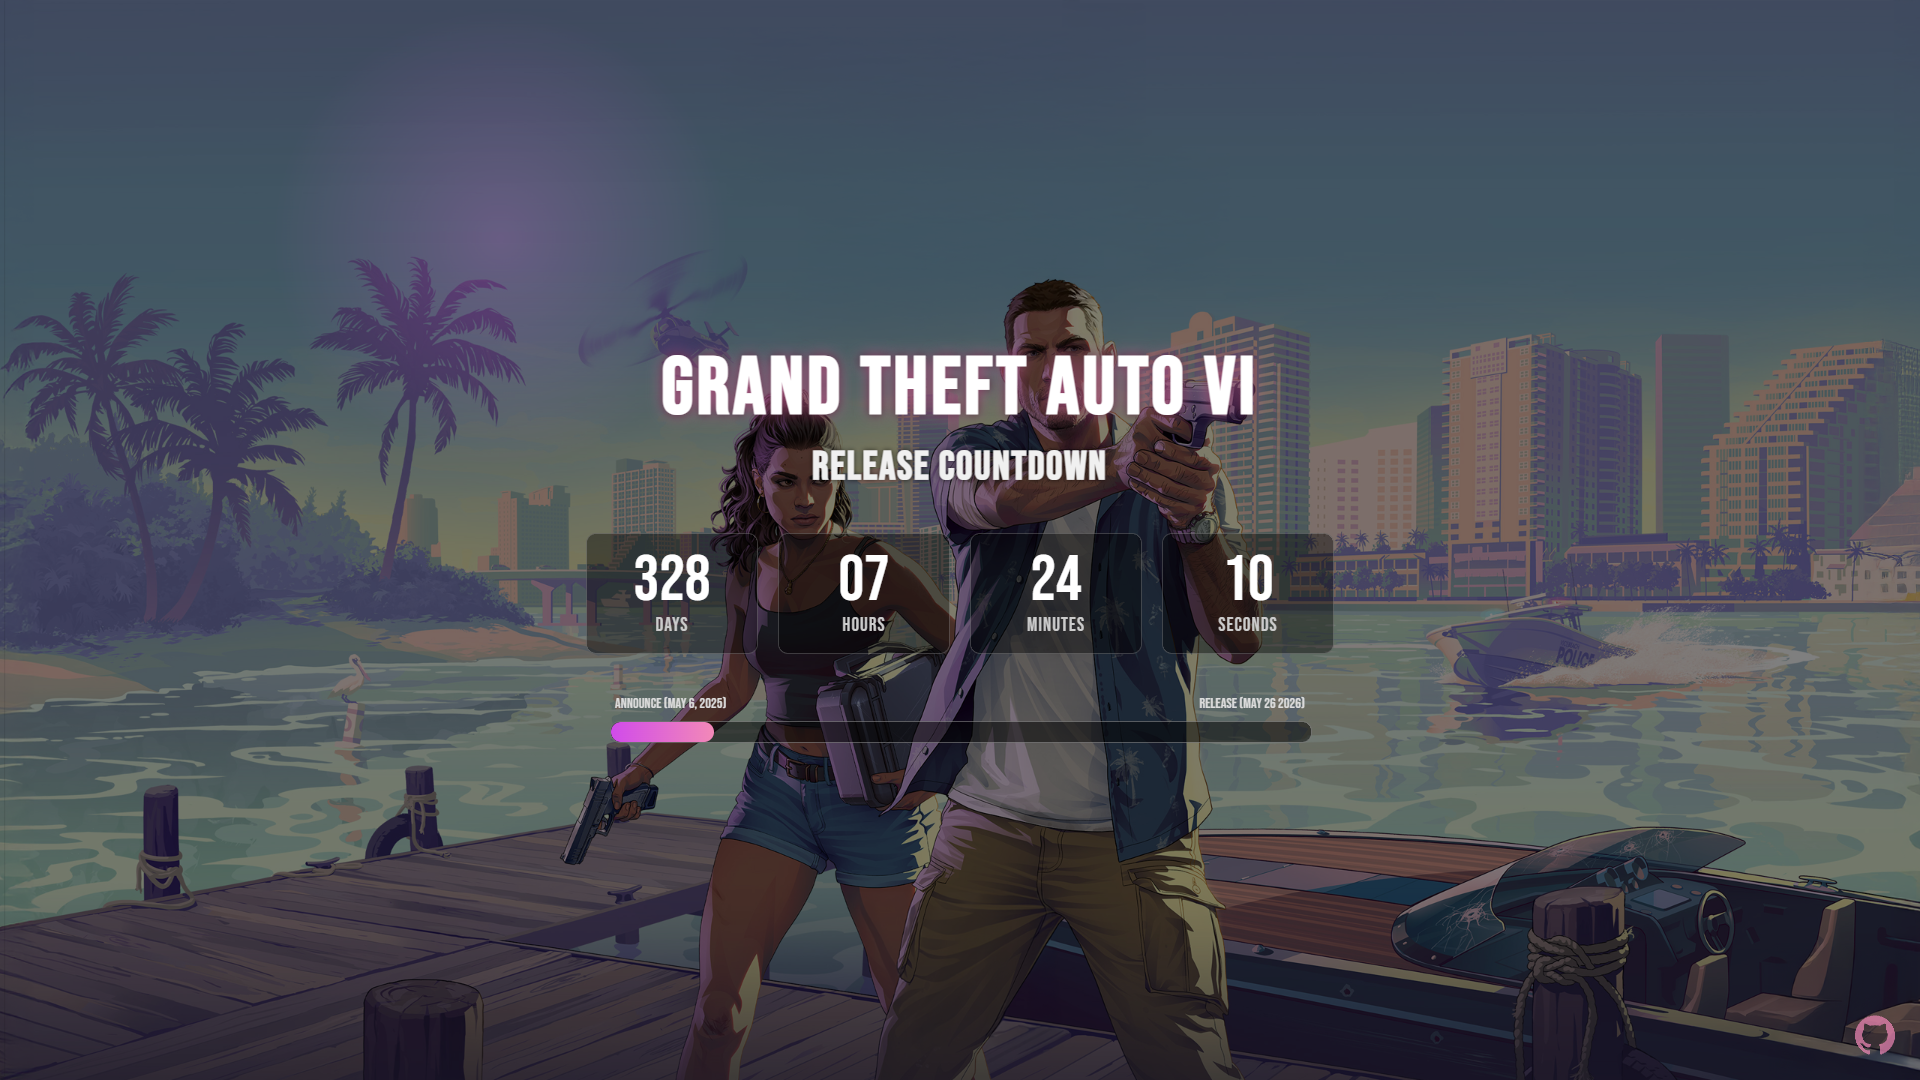 GRAND THEFT AUTO VI
RELEASE COUNTDOWN
328 07 24 10
DAYS HOURS MINUTES SECONDS
ANNOUNCE (MAY 6, 2025) RELEASE (MAY 26 2026)
POLICE